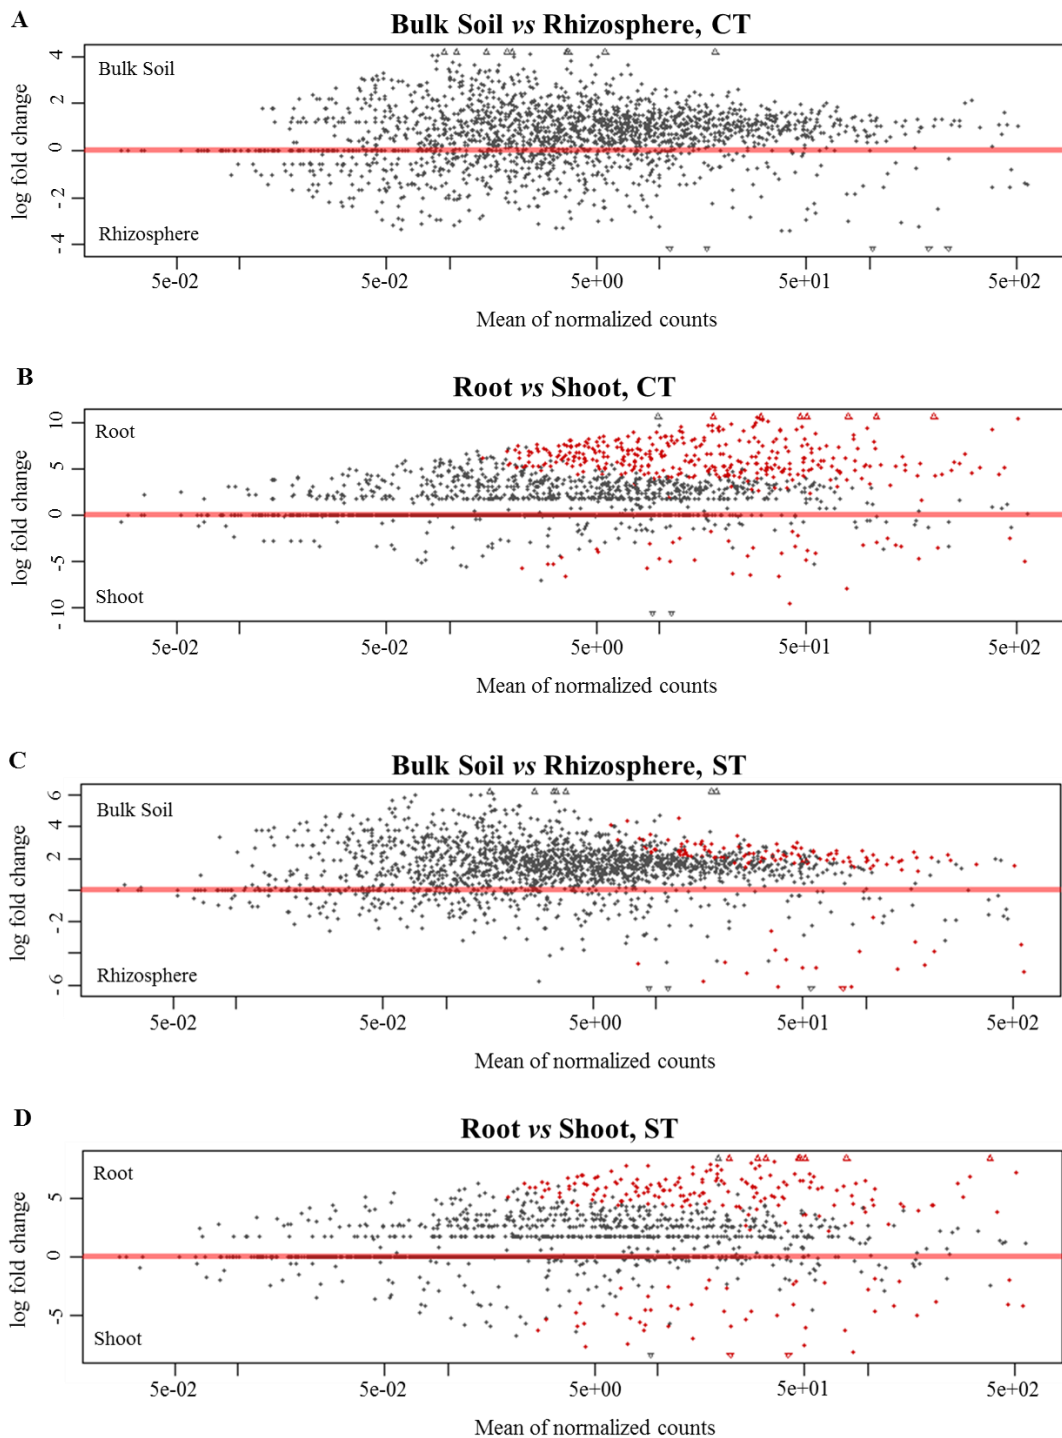 A
Bulk Soil vs Rhizosphere, CT
4
2
0
- 2
- 4
log fold change
Bulk Soil
Rhizosphere
5e-02 5e-02 5e+00 5e+01 5e+02
Mean of normalized counts
B
Root vs Shoot, CT
10
5
0
-5
- 10
log fold change
Root
Shoot
5e-02 5e-02 5e+00 5e+01 5e+02
Mean of normalized counts
C
Bulk Soil vs Rhizosphere, ST
6
4
2
- 2
- 6
log fold change
Bulk Soil
Rhizosphere
5e-02 5e-02 5e+00 5e+01 5e+02
Mean of normalized counts
D
Root vs Shoot, ST
5
0
-5
log fold change
Root
Shoot
5e-02 5e-02 5e+00 5e+01 5e+02
Mean of normalized counts